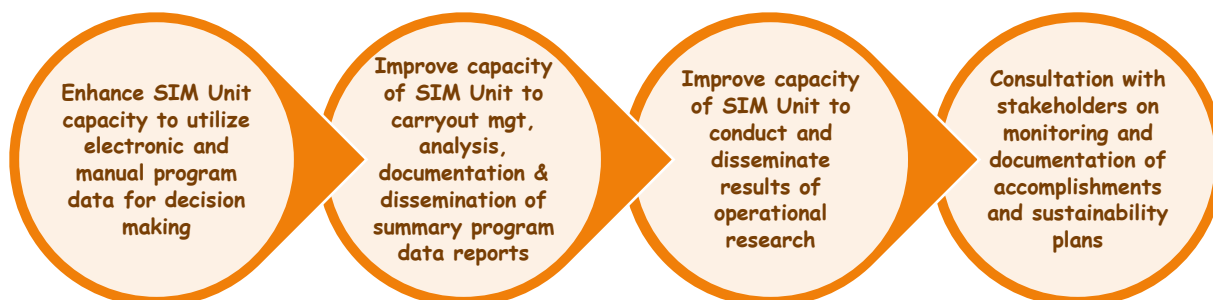 Enhance SIM Unit
capacity to utilize
electronic and
manual program
data for decision
making
Improve capacity
of SIM Unit to
carryout mgt,
analysis,
documentation &
dissemination of
summary program
data reports
Improve capacity
of SIM Unit to
conduct and
disseminate
results of
operational
research
Consultation with
stakeholders on
monitoring and
documentation of
accomplishments
and sustainability
plans